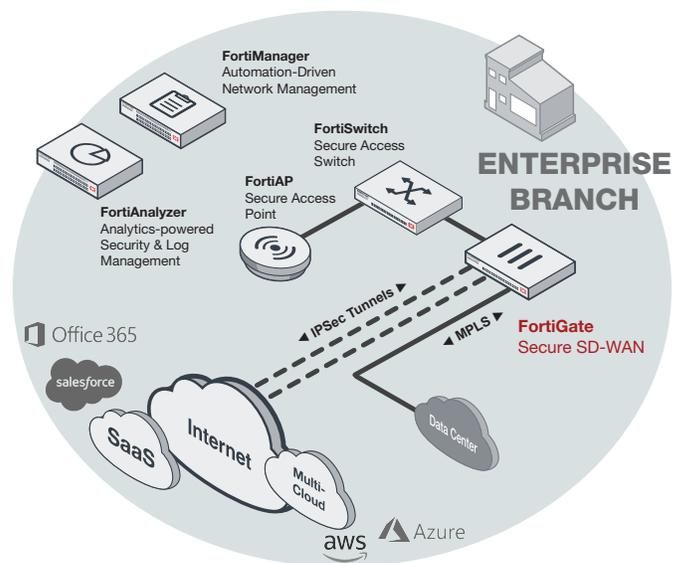 FortiManager
Automation-Driven
Network Management
FortiSwitch
Secure Access
Switch
ENTERPRISE
BRANCH
FortiAP
Secure Access
Point
FortiAnalyzer
Analytics-powered
Security & Log
Management
IPSec Tunnels
MPLS
FortiGate
Secure SD-WAN
Office 365
salesforce
SaaS
Internet
Multi-
Cloud
Data Center
aws
Azure